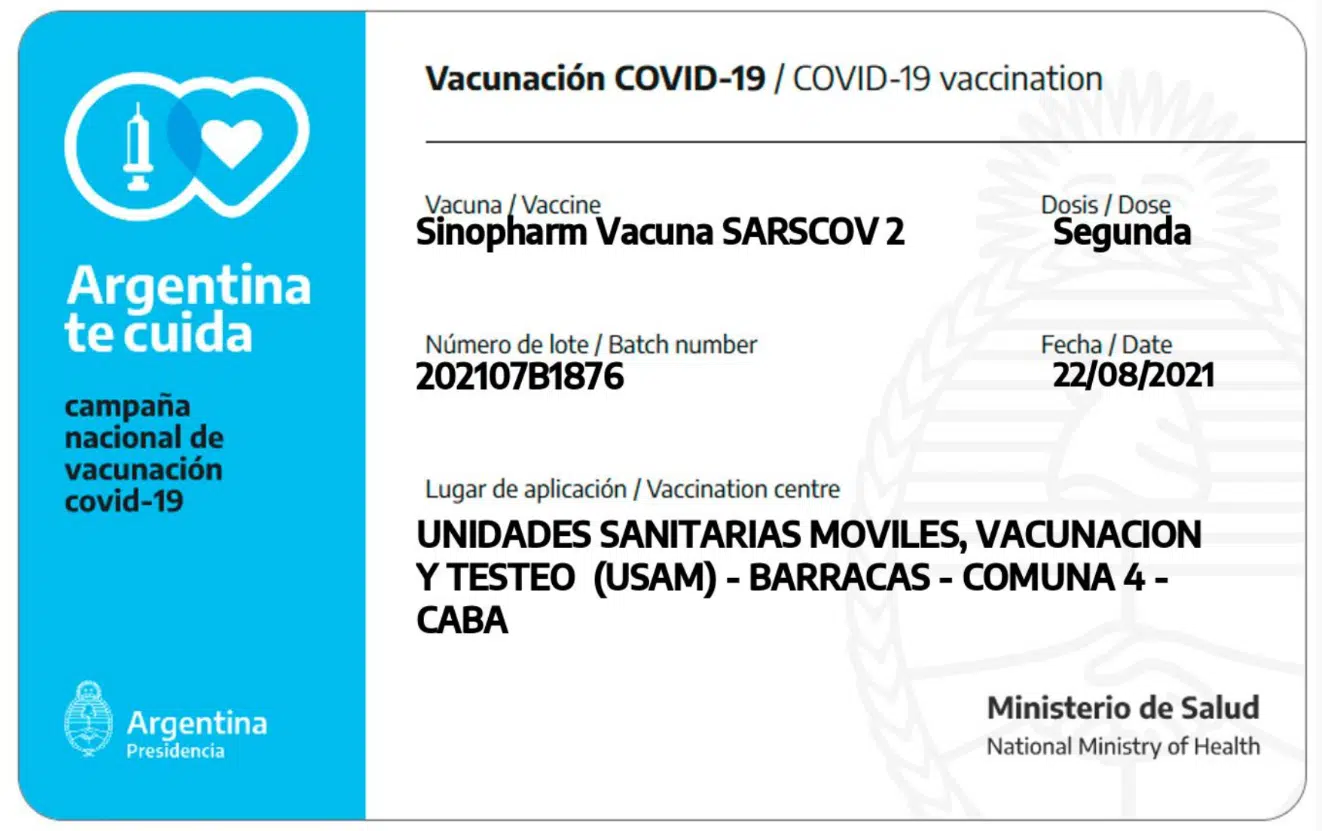 Argentina
te cuida
campaña
nacional de
vacunación
covid-19
Argentina
Presidencia
Vacunación COVID-19 / COVID-19 vaccination
Vacuna / Vaccine
Sinopharm Vacuna SARSCOV 2
Dosis / Dose
Segunda
Número de lote / Batch number
202107B1876
Fecha / Date
22/08/2021
Lugar de aplicación / Vaccination centre
UNIDADES SANITARIAS MOVILES, VACUNACION
Y TESTEO  (USAM) - BARRACAS - COMUNA 4 -
CABA
Ministerio de Salud
National Ministry of Health